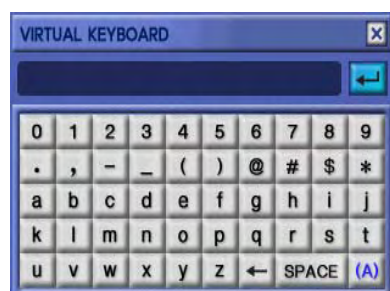 VIRTUAL KEYBOARD X
0 1 2 3 4 5 6 7 8 9
. , - _ ( ) @ # $ *
a b c d e f g h i j
k l m n o p q r s t
u v w x y z ← SPACE (A)